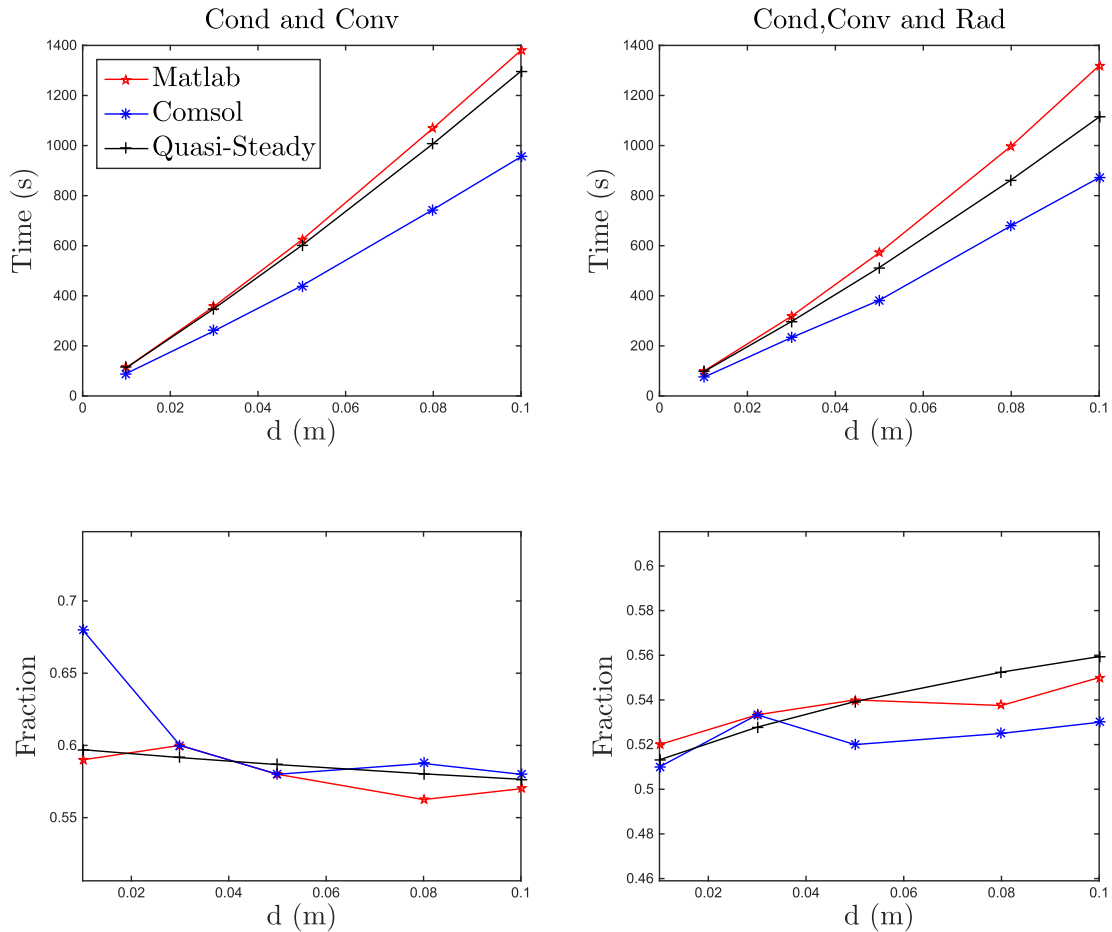 Cond and Conv
1400
1200
1000
800
600
400
200
0
Time (s)
Matlab
Comsol
Quasi-Steady
0 0.02 0.04 0.06 0.08 0.1
d (m)
Cond,Conv and Rad
1400
1200
1000
800
600
400
200
0
Time (s)
0 0.02 0.04 0.06 0.08 0.1
d (m)
0.7
0.65
0.6
0.55
Fraction
0.02 0.04 0.06 0.08 0.1
d (m)
0.6
0.58
0.56
0.54
0.52
0.5
0.48
0.46
Fraction
0.02 0.04 0.06 0.08 0.1
d (m)